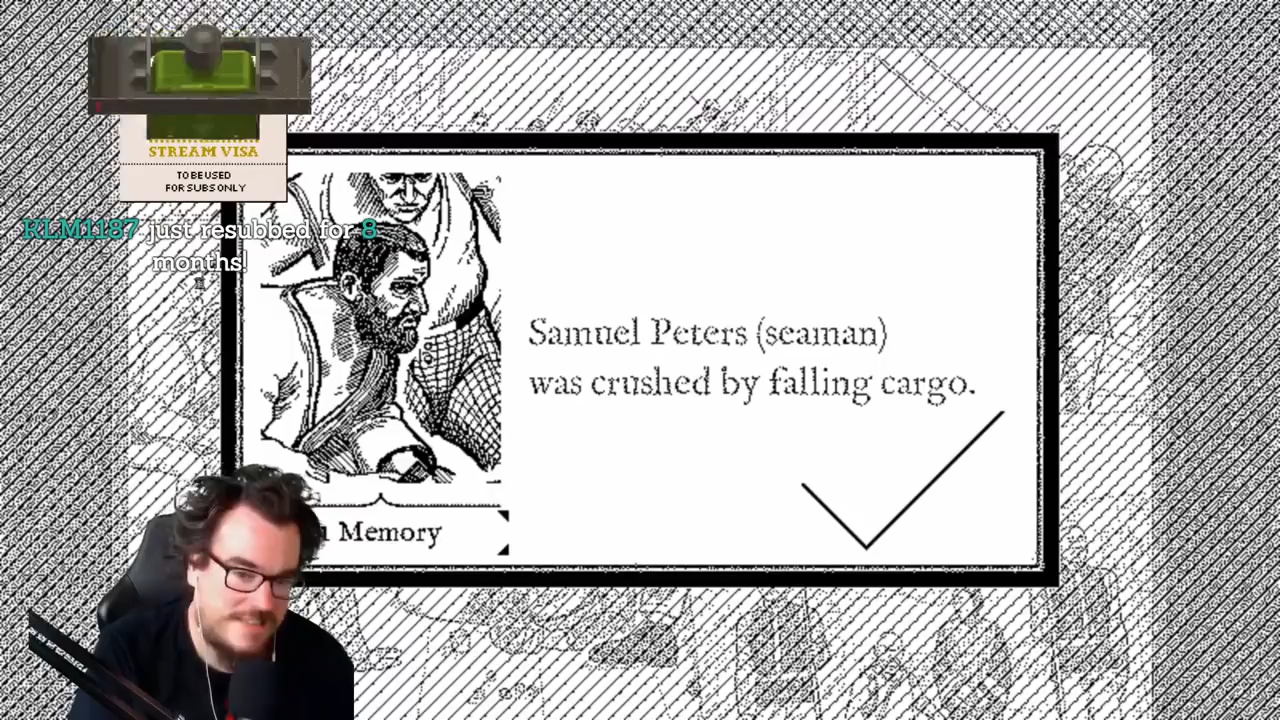 STREAM VISA
TO BE USED
FOR SUBS ONLY
KLM1187 just resubbed for 8
months!
Samuel Peters (seaman)
was crushed by falling cargo.
Memory